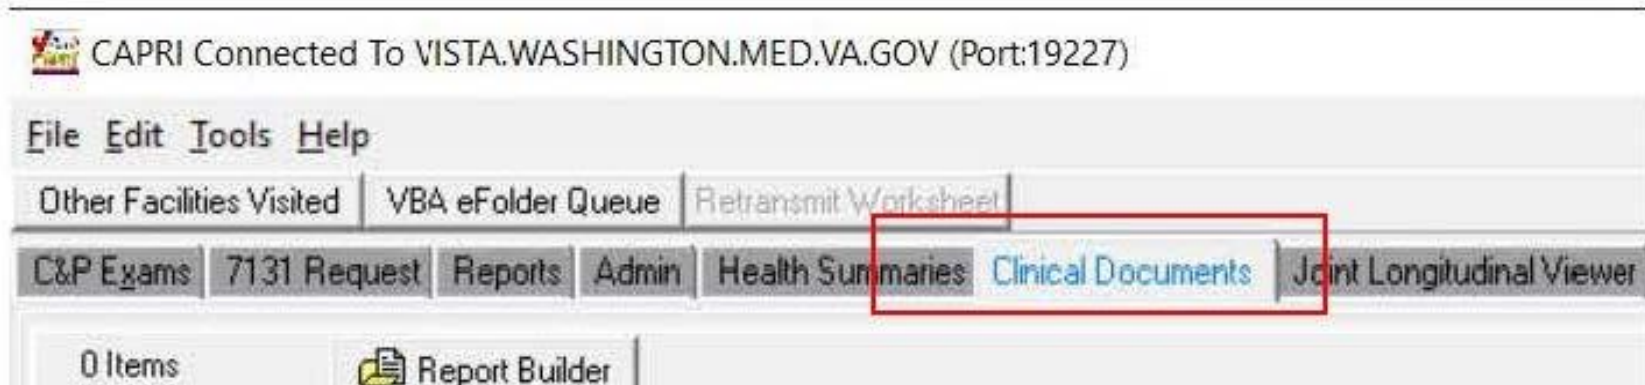 CAPRI Connected To VISTA.WASHINGTON.MED.VA.GOV (Port:19227)
File Edit Tools Help
Other Facilities Visited VBA eFolder Queue Retransmit Worksheet
C&P Exams 7131 Request Reports Admin Health Summaries Clinical Documents Joint Longitudinal Viewer
0 Items Report Builder